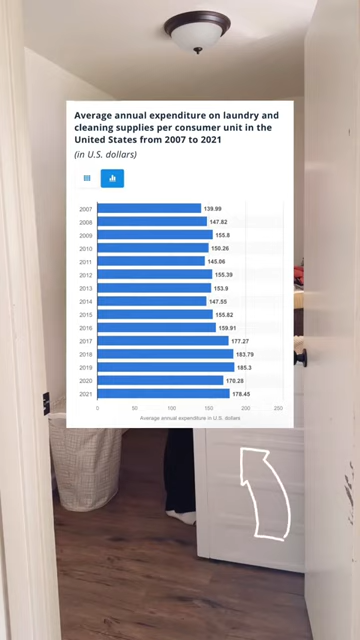 Average annual expenditure on laundry and
cleaning supplies per consumer unit in the
United States from 2007 to 2021
(in U.S. dollars)
2007 139.99
2008 147.82
2009 155.8
2010 150.26
2011 145.06
2012 155.39
2013 153.9
2014 147.55
2015 155.82
2016 159.91
2017 177.27
2018 183.79
2019 185.3
2020 170.28
2021 178.45
0 50 100 150 200 250
Average annual expenditure in U.S. dollars